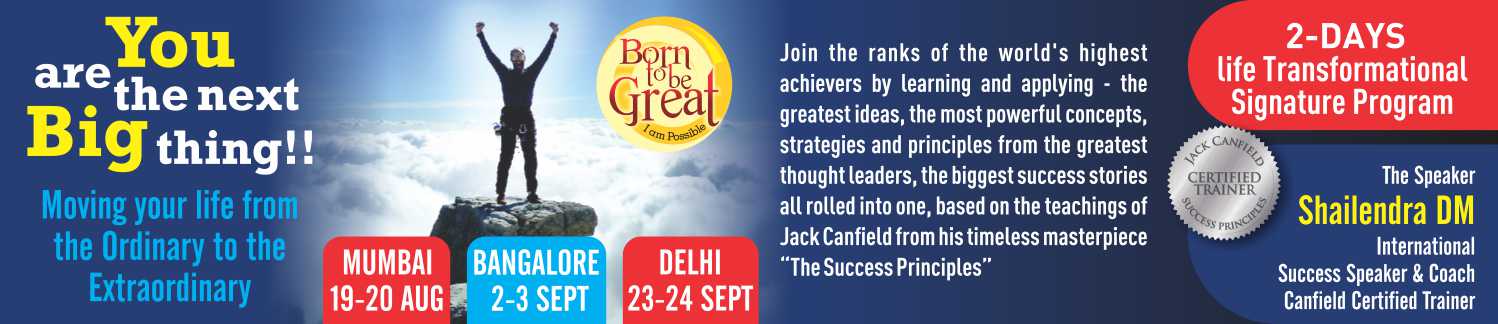 You
are the next
Big thing!!
Moving your life from
the Ordinary to the
Extraordinary
Born
to be
Great
I am Possible
MUMBAI
19-20 AUG
BANGALORE
2-3 SEPT
DELHI
23-24 SEPT
Join the ranks of the world's highest
achievers by learning and applying - the
greatest ideas, the most powerful concepts,
strategies and principles from the greatest
thought leaders, the biggest success stories
all rolled into one, based on the teachings of
Jack Canfield from his timeless masterpiece
“The Success Principles”
2-DAYS
life Transformational
Signature Program
JACK CANFIELD
CERTIFIED
TRAINER
SUCCESS PRINCIPLES
The Speaker
Shailendra DM
International
Success Speaker & Coach
Canfield Certified Trainer